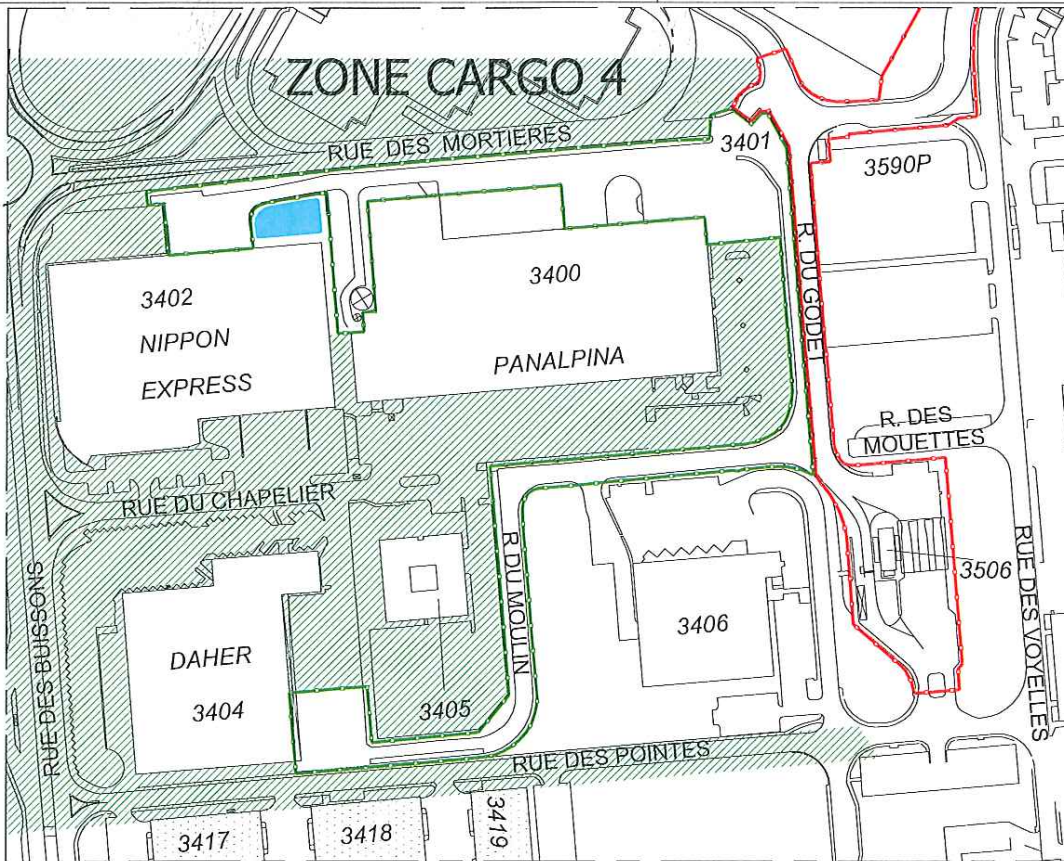 ZONE CARGO 4
RUE DES MORTIERES
3401
3590P
R. DU GODET
3402
NIPPON
EXPRESS
3400
PANALPINA
R. DES
MOUETTES
RUE DU CHAPELIER
RUE DES BUISSONS
R DU MOULIN
3506
RUE DES VOYELLES
3406
DAHER
3404
3405
RUE DES POINTES
3417
3418
3419